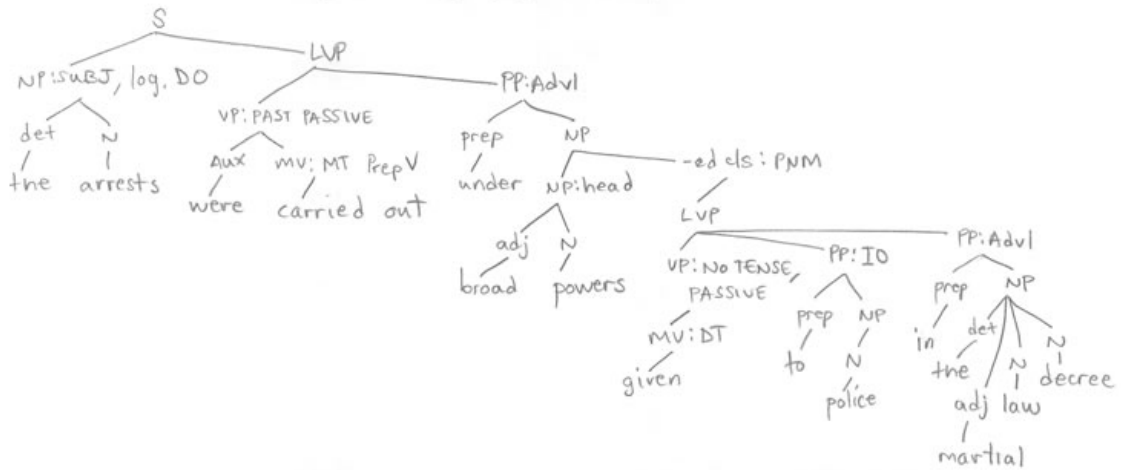 S
LVP
NP:SUBJ, log. DO
PP:Advl
VP: PAST PASSIVE
det N
prep NP
the arrests
Aux MV: MT Prep V
-ed cls: PNM
were carried out
under NP:head
LVP
adj N
PP:Advl
VP: NO TENSE, PASSIVE
PP: IO
broad powers
prep NP
MV: DT
prep NP
in det
given
to N
the N N
police
adj law decree
martial